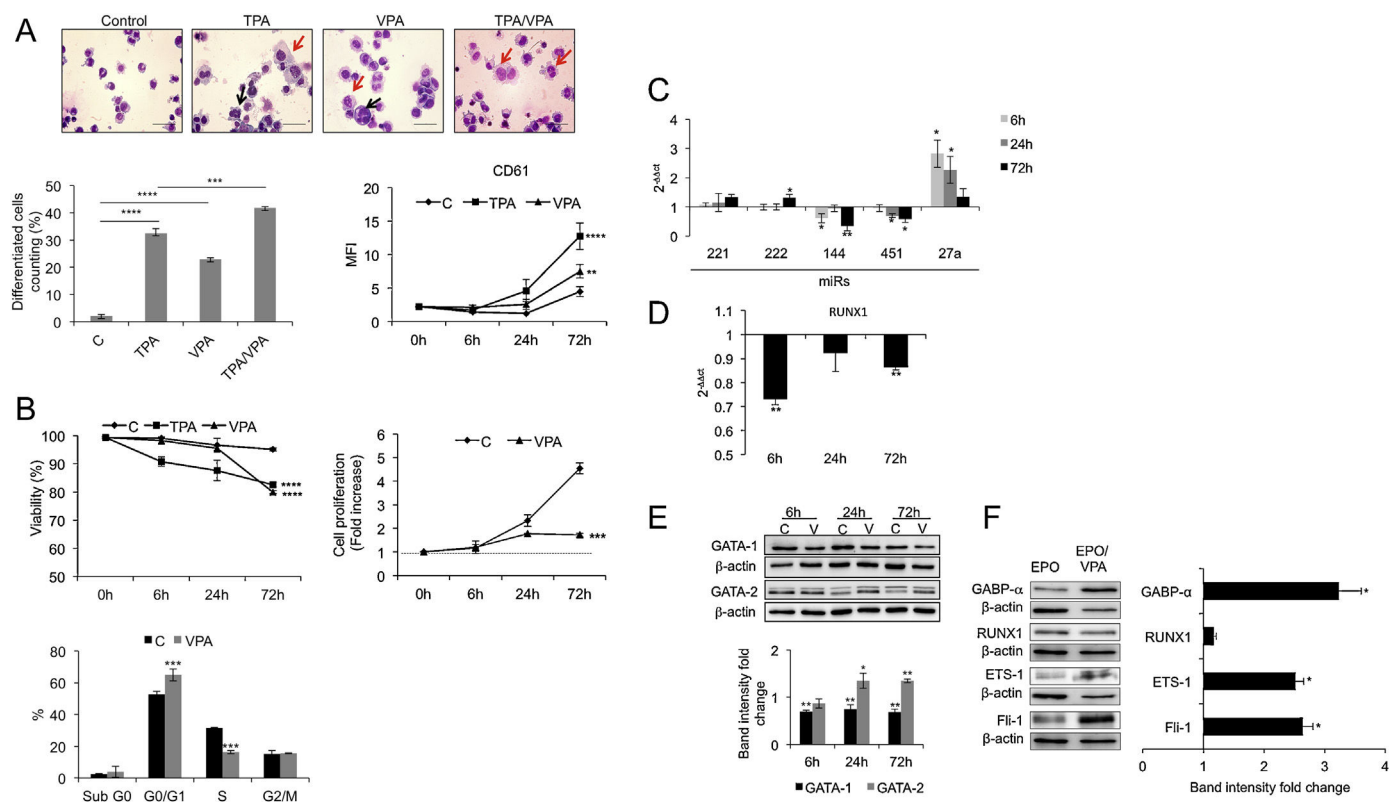 A
Control TPA VPA TPA/VPA
Differentiated cells
counting (%)
50
40
30
20
10
0
**** **** ***
C TPA VPA TPA/VPA
CD61
C TPA VPA
MFI
20
15
10
5
0
****
**
0h 6h 24h 72h
B
C TPA VPA
Viability (%)
100
90
80
70
60
50
****
****
0h 6h 24h 72h
C VPA
Cell proliferation
(Fold increase)
6
5
4
3
2
1
0
***
0h 6h 24h 72h
C VPA
%
80
60
40
20
0
***
***
Sub G0 G0/G1 S G2/M
C
6h
24h
72h
2-ΔΔct
4
3
2
1
0
* * * ** * * * *
221 222 144 451 27a
miRs
D
RUNX1
2-ΔΔct
1.1
1
0.9
0.8
0.7
0.6
** **
6h 24h 72h
E
6h 24h 72h
C V C V C V
GATA-1
β-actin
GATA-2
β-actin
Band intensity fold
change
2
1
0
** ** * ** **
6h 24h 72h
GATA-1 GATA-2
F
EPO EPO/
VPA
GABP-α
β-actin
RUNX1
β-actin
ETS-1
β-actin
Fli-1
β-actin
GABP-α *
RUNX1
ETS-1 *
Fli-1 *
0 1 2 3 4
Band intensity fold change